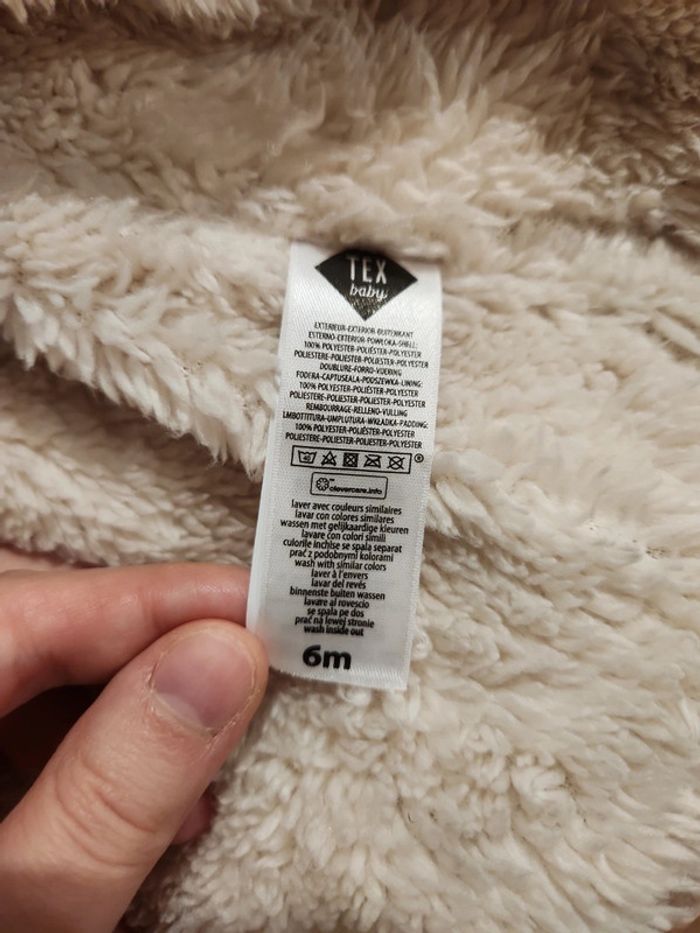 TEX
baby
EXTERIEUR-EXTERIOR-BUITENKANT
ESTERNO-EXTERIOR-POWŁOKA-SHELL:
100% POLYESTER-POLIÉSTER-POLYESTER
POLIESTERE-POLIESTER-POLIESTER-POLYESTER
DOUBLURE-FORRO-VOERING
FODERA-CAPTUSEALA-PODSZEWKA-LINING:
100% POLYESTER-POLIÉSTER-POLYESTER
POLIESTERE-POLIESTER-POLIESTER-POLYESTER
REMBOURRAGE-RELLENO-VULLING
IMBOTTITURA-UMPLUTURA-WKŁADKA-PADDING:
100% POLYESTER-POLIÉSTER-POLYESTER
POLIESTERE-POLIESTER-POLIESTER-POLYESTER
®
clevercare.info
laver avec couleurs similaires
lavar con colores similares
wassen met gelijkaardige kleuren
lavare con colori simili
culorile inchise se spala separat
prać z podobnymi kolorami
wash with similar colors
laver à l'envers
lavar del revés
binnenste buiten wassen
lavare al rovescio
se spala pe dos
prać na lewej stronie
wash inside out
6m